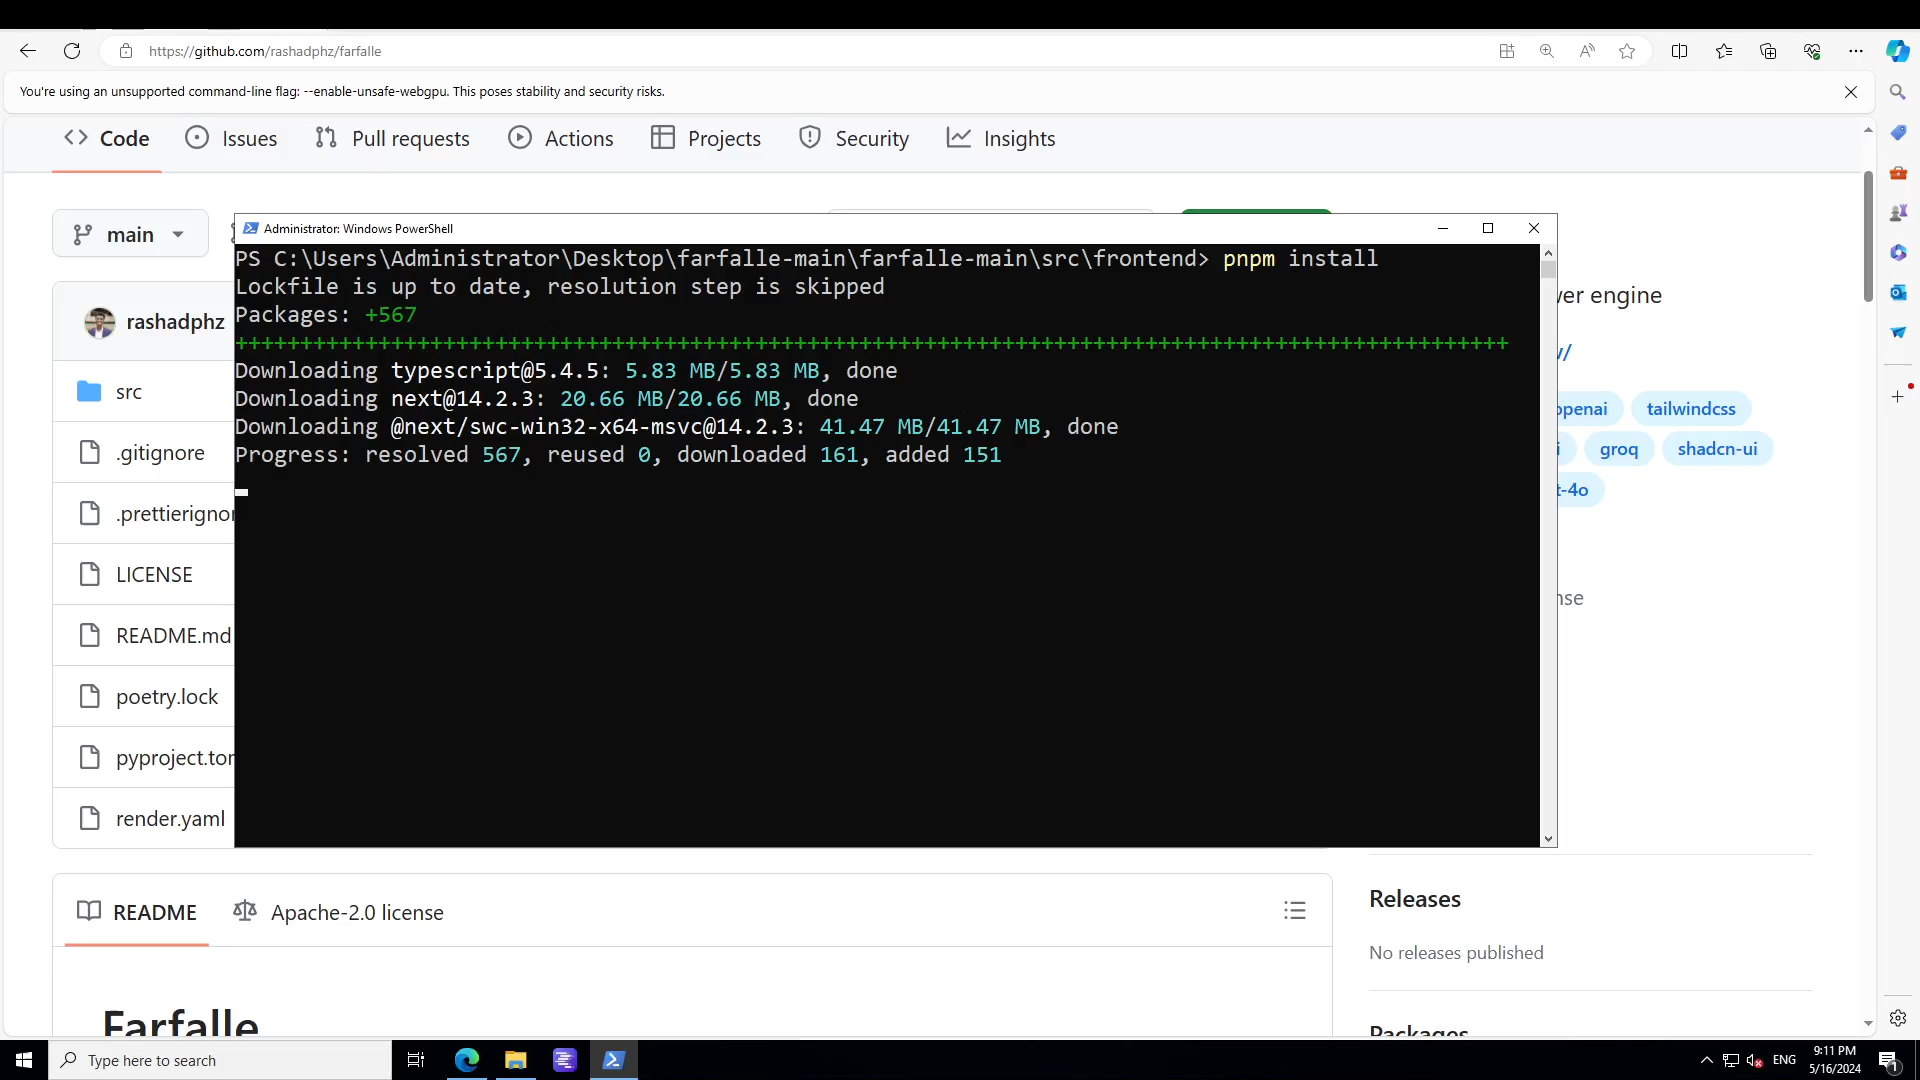 https://github.com/rashadphz/farfalle
You're using an unsupported command-line flag: --enable-unsafe-webgpu. This poses stability and security risks.
Code Issues Pull requests Actions Projects Security Insights
main
Administrator: Windows PowerShell
PS C:\Users\Administrator\Desktop\farfalle-main\farfalle-main\src\frontend> pnpm install
Lockfile is up to date, resolution step is skipped
Packages: +567
++++++++++++++++++++++++++++++++++++++++++++++++++++++++++++++++++++++++++++++++++++++++++++++++++
Downloading typescript@5.4.5: 5.83 MB/5.83 MB, done
Downloading next@14.2.3: 20.66 MB/20.66 MB, done
Downloading @next/swc-win32-x64-msvc@14.2.3: 41.47 MB/41.47 MB, done
Progress: resolved 567, reused 0, downloaded 161, added 151
rashadphz
src
.gitignore
.prettierignor
LICENSE
README.md
poetry.lock
pyproject.tor
render.yaml
wer engine
openai tailwindcss
groq shadcn-ui
t-4o
nse
README Apache-2.0 license
Farfalle
Releases
No releases published
Packages
Type here to search
ENG
9:11 PM
5/16/2024
1